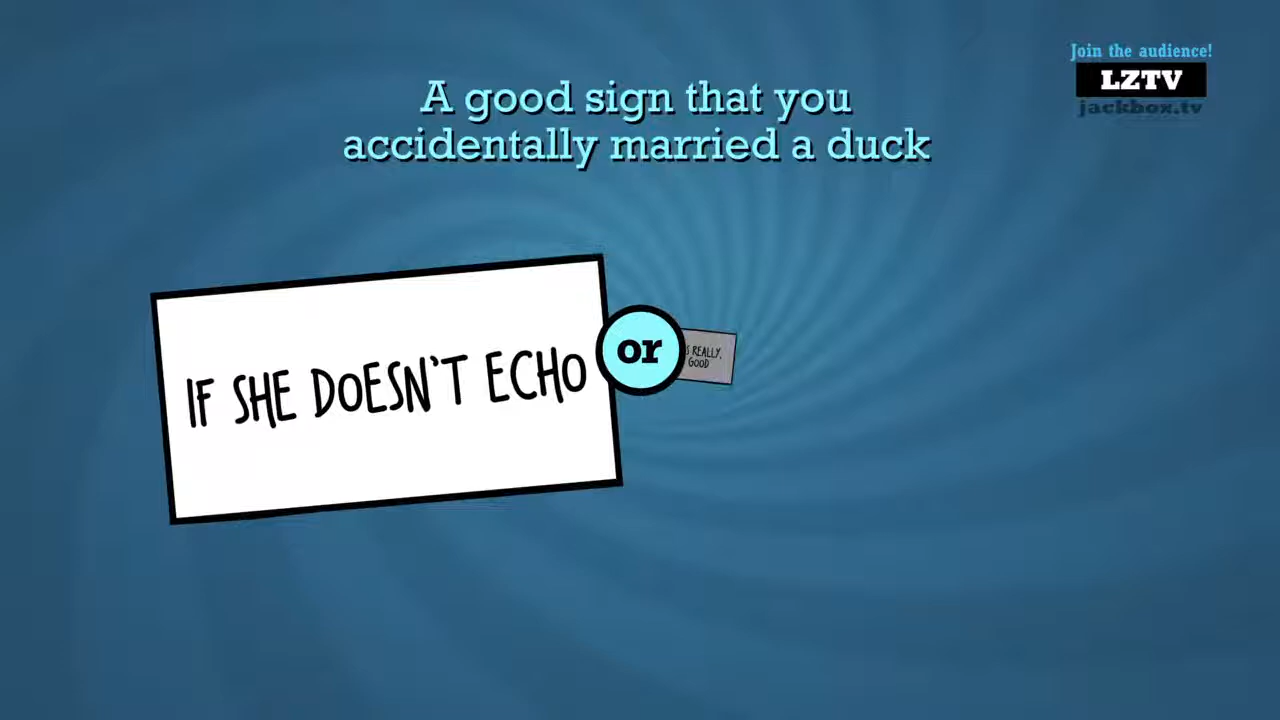 Join the audience!
LZTV
jackbox.tv
A good sign that you
accidentally married a duck
IF SHE DOESN'T ECHO
or
REALLY,
GOOD